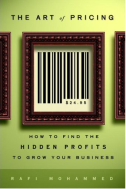 THE ART of PRICING
$24.95
HOW TO FIND THE
HIDDEN PROFITS
TO GROW YOUR BUSINESS
RAFI MOHAMMED